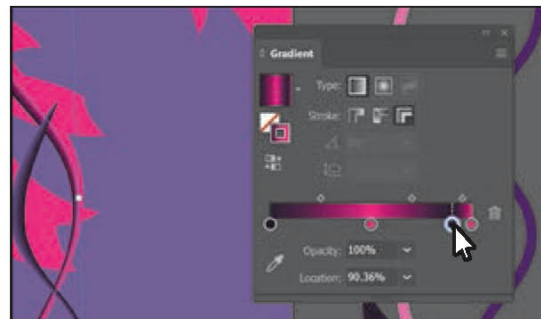 Gradient
Type:
Stroke:
Opacity: 100%
Location: 90.36%